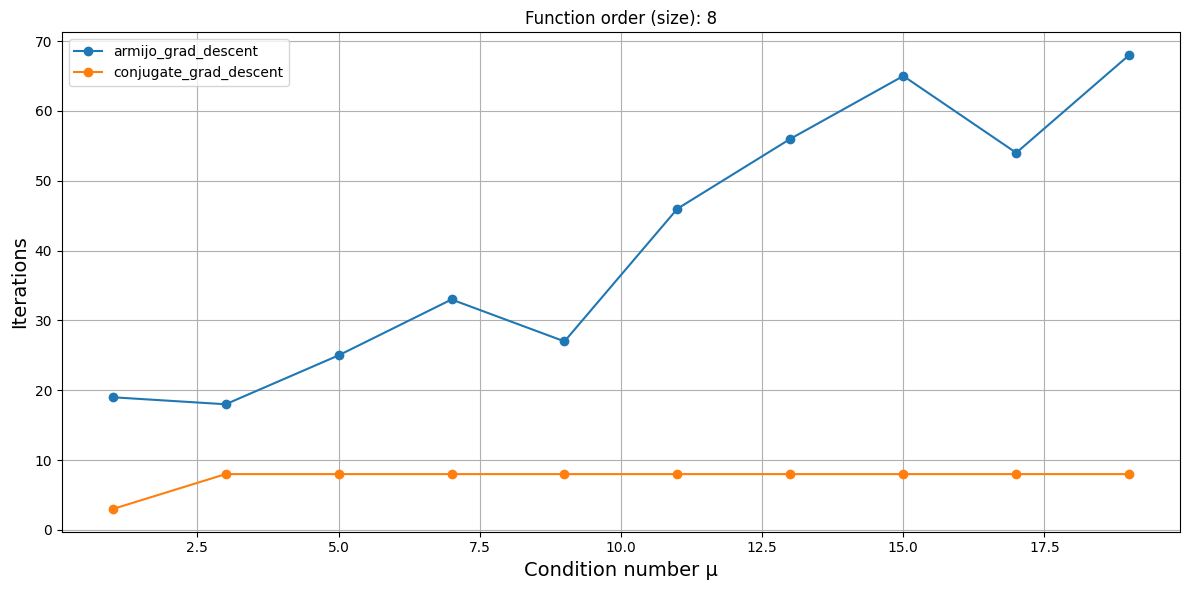 Function order (size): 8
armijo_grad_descent
conjugate_grad_descent
Iterations
70
60
50
40
30
20
10
0
2.5 5.0 7.5 10.0 12.5 15.0 17.5
Condition number μ